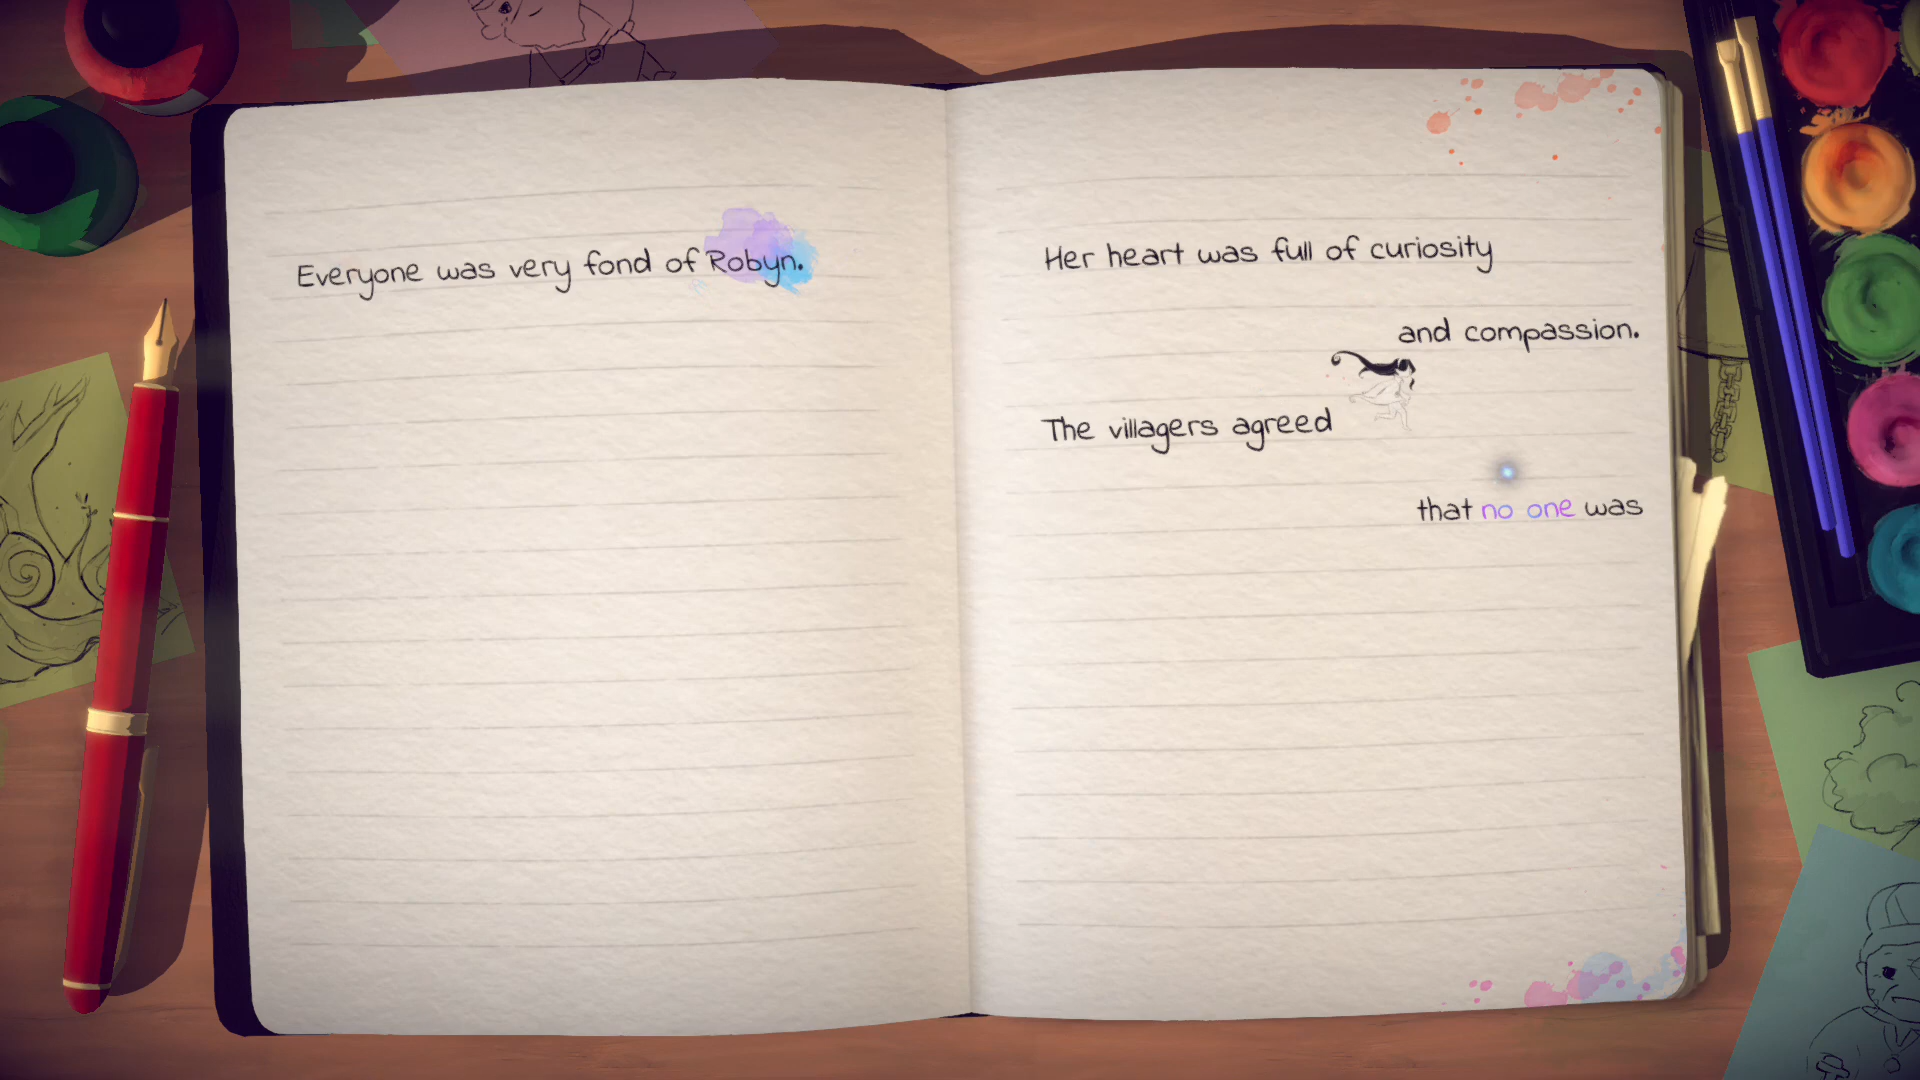 Everyone was very fond of Robyn.
Her heart was full of curiosity
and compassion.
The villagers agreed
that no one was